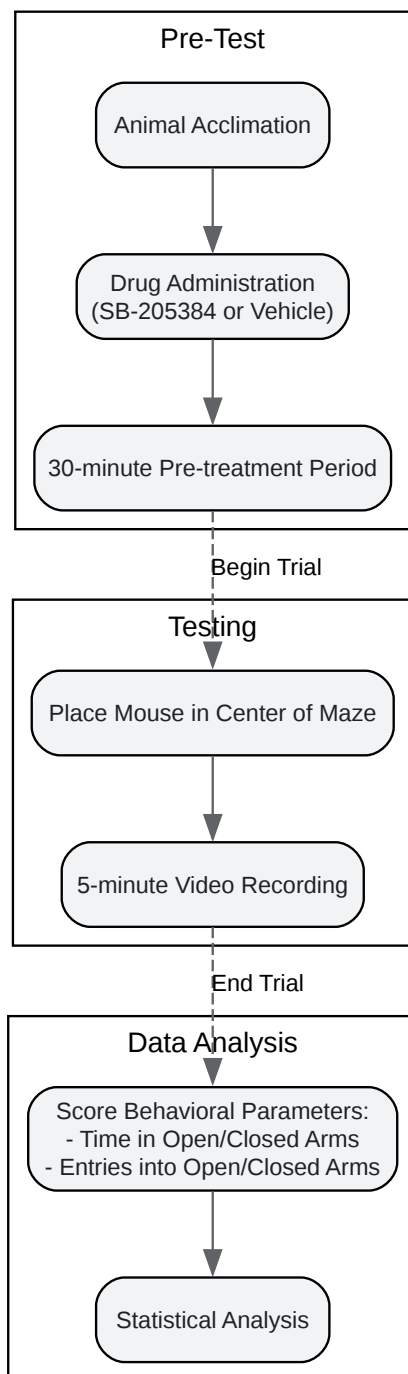 Pre-Test
Animal Acclimation
Drug Administration
(SB-205384 or Vehicle)
30-minute Pre-treatment Period
Begin Trial
Testing
Place Mouse in Center of Maze
5-minute Video Recording
End Trial
Data Analysis
Score Behavioral Parameters:
- Time in Open/Closed Arms
- Entries into Open/Closed Arms
Statistical Analysis